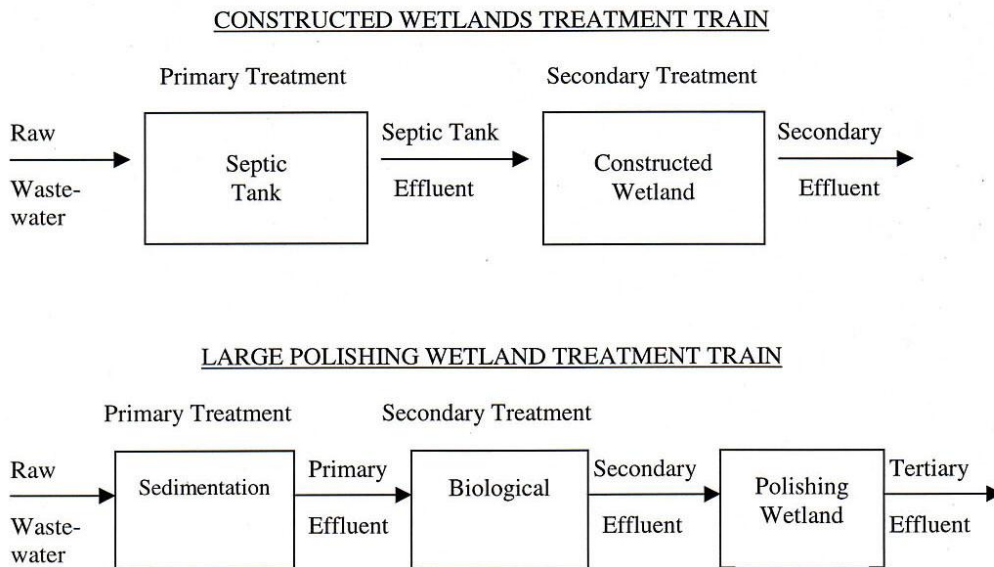 CONSTRUCTED WETLANDS TREATMENT TRAIN
Primary Treatment
Secondary Treatment
Raw
Waste-
water
Septic
Tank
Septic Tank
Effluent
Constructed
Wetland
Secondary
Effluent
LARGE POLISHING WETLAND TREATMENT TRAIN
Primary Treatment
Secondary Treatment
Raw
Waste-
water
Sedimentation
Primary
Effluent
Biological
Secondary
Effluent
Polishing
Wetland
Tertiary
Effluent